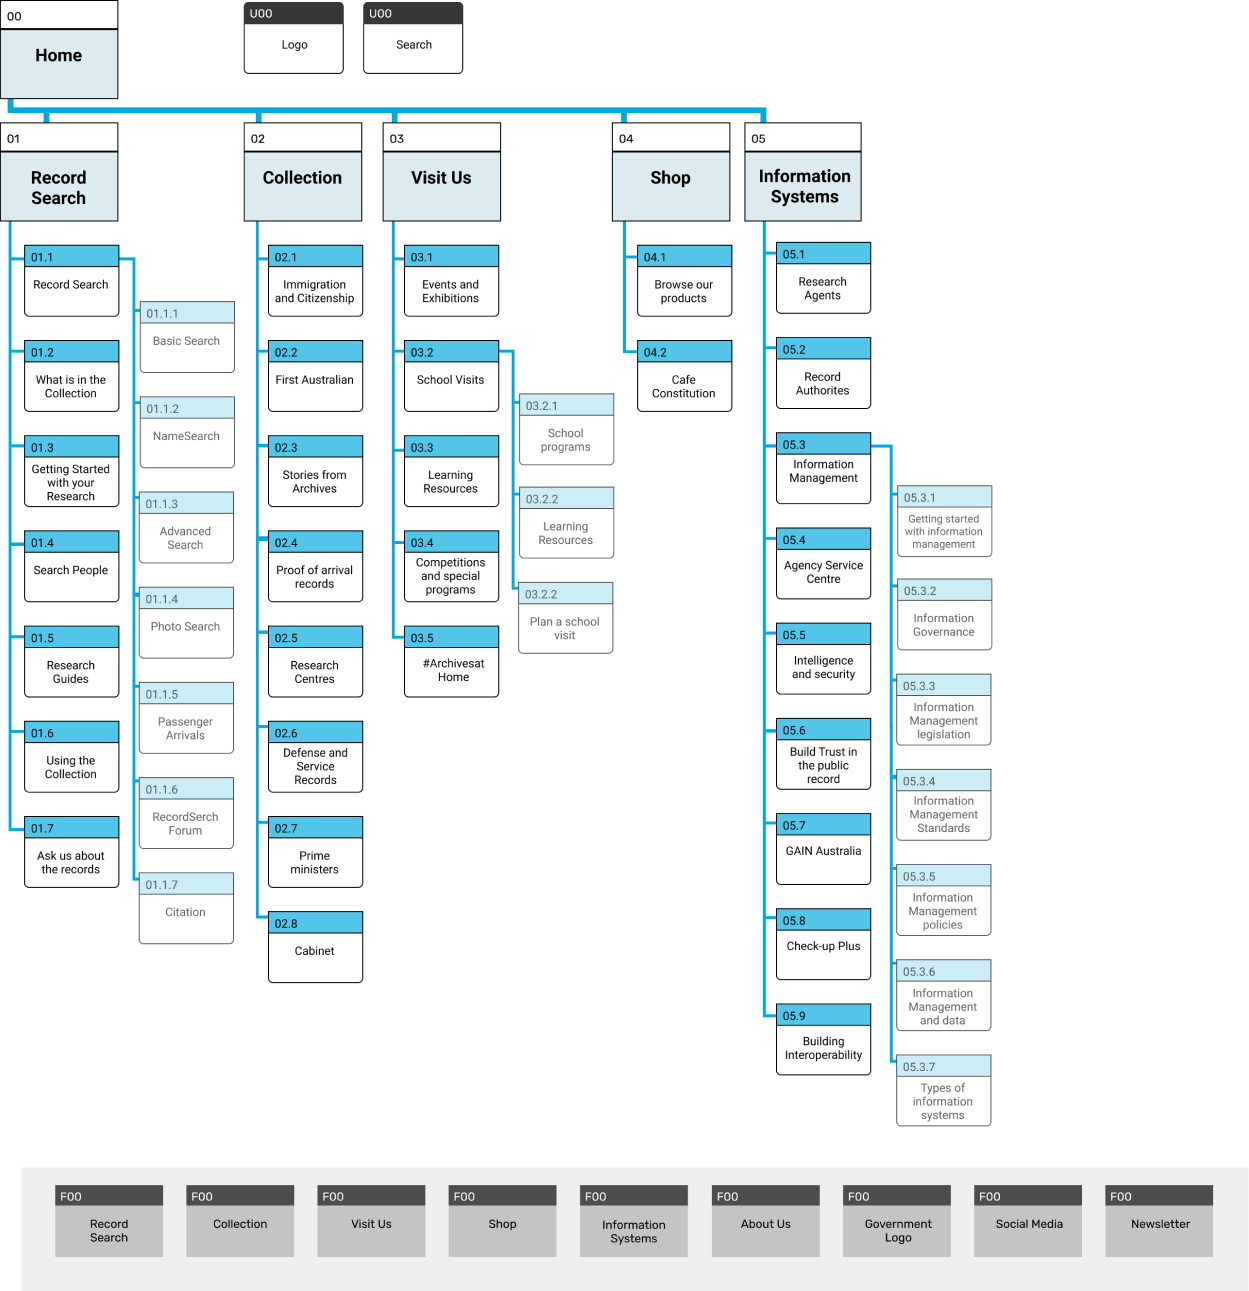 00
Home
U00
Logo
U00
Search
01
Record
Search
01.1
Record Search
01.1.1
Basic Search
01.1.2
NameSearch
01.1.3
Advanced
Search
01.1.4
Photo Search
01.1.5
Passenger
Arrivals
01.1.6
RecordSerch
Forum
01.1.7
Citation
01.2
What is in the
Collection
01.3
Getting Started
with your
Research
01.4
Search People
01.5
Research
Guides
01.6
Using the
Collection
01.7
Ask us about
the records
02
Collection
02.1
Immigration
and Citizenship
02.2
First Australian
02.3
Stories from
Archives
02.4
Proof of arrival
records
02.5
Research
Centres
02.6
Defense and
Service
Records
02.7
Prime
ministers
02.8
Cabinet
03
Visit Us
03.1
Events and
Exhibitions
03.2
School Visits
03.2.1
School
programs
03.2.2
Learning
Resources
03.2.2
Plan a school
visit
03.3
Learning
Resources
03.4
Competitions
and special
programs
03.5
#Archivesat
Home
04
Shop
04.1
Browse our
products
04.2
Cafe
Constitution
05
Information
Systems
05.1
Research
Agents
05.2
Record
Authorites
05.3
Information
Management
05.3.1
Getting started
with information
management
05.3.2
Information
Governance
05.3.3
Information
Management
legislation
05.3.4
Information
Management
Standards
05.3.5
Information
Management
policies
05.3.6
Information
Management
and data
05.3.7
Types of
information
systems
05.4
Agency Service
Centre
05.5
Intelligence
and security
05.6
Build Trust in
the public
record
05.7
GAIN Australia
05.8
Check-up Plus
05.9
Building
Interoperability
F00
Record
Search
F00
Collection
F00
Visit Us
F00
Shop
F00
Information
Systems
F00
About Us
F00
Government
Logo
F00
Social Media
F00
Newsletter